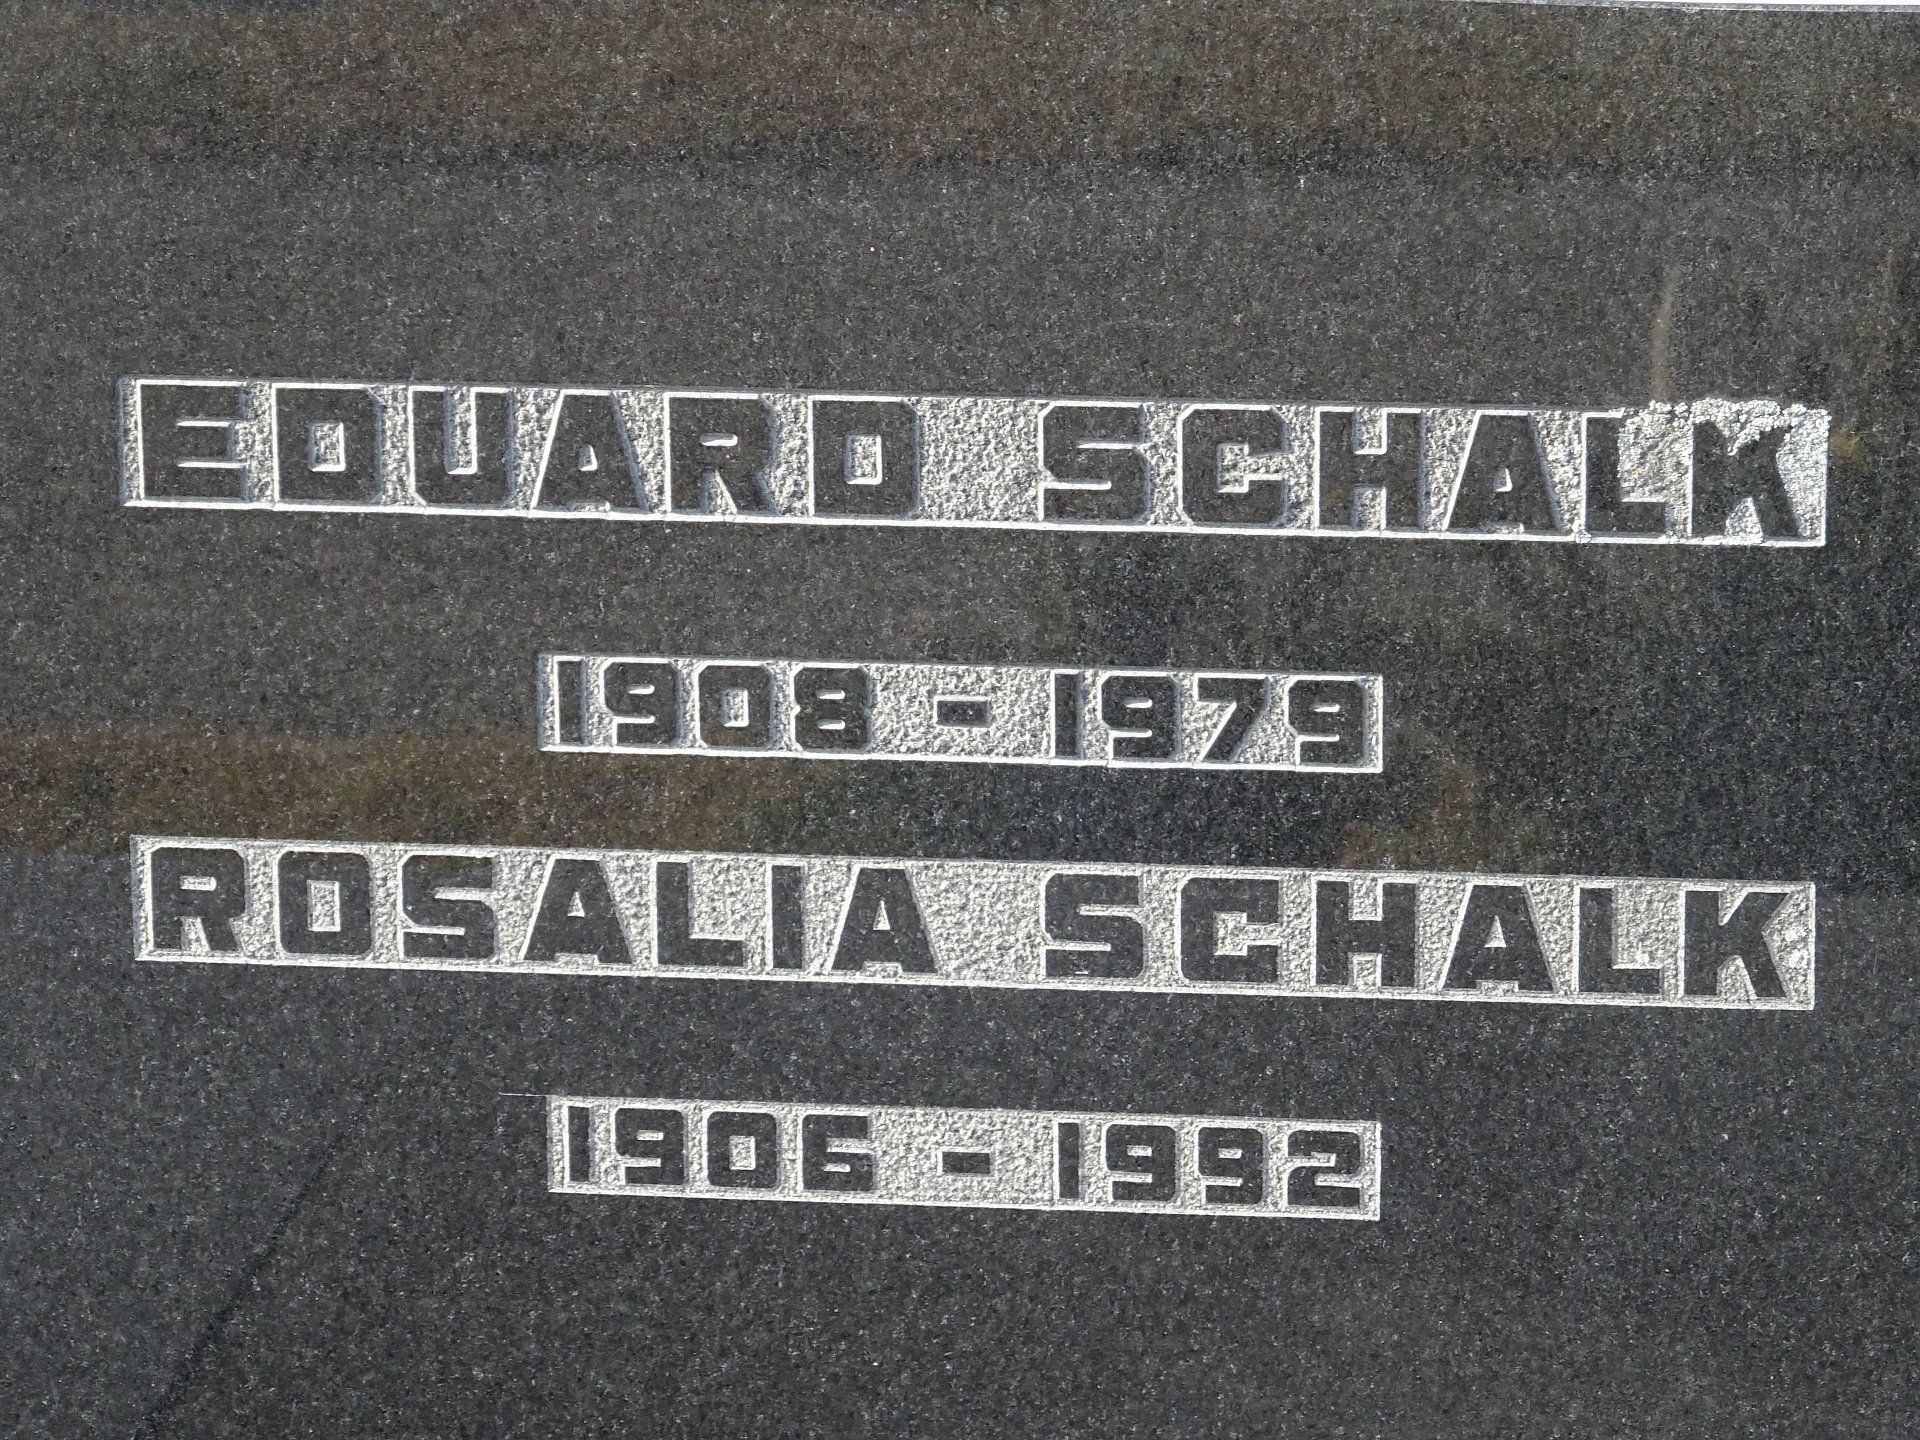 EDUARD SCHALK
1908 - 1979
ROSALIA SCHALK
1906 - 1992